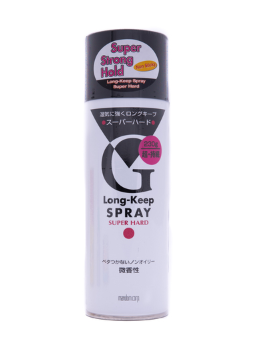 Super
Strong
Hold
Long-Keep Spray
Super Hard
湿気に強くロングキープ
スーパーハード
G
Long-Keep
SPRAY
SUPER HARD
ベタつかないノンオイリー
微香性